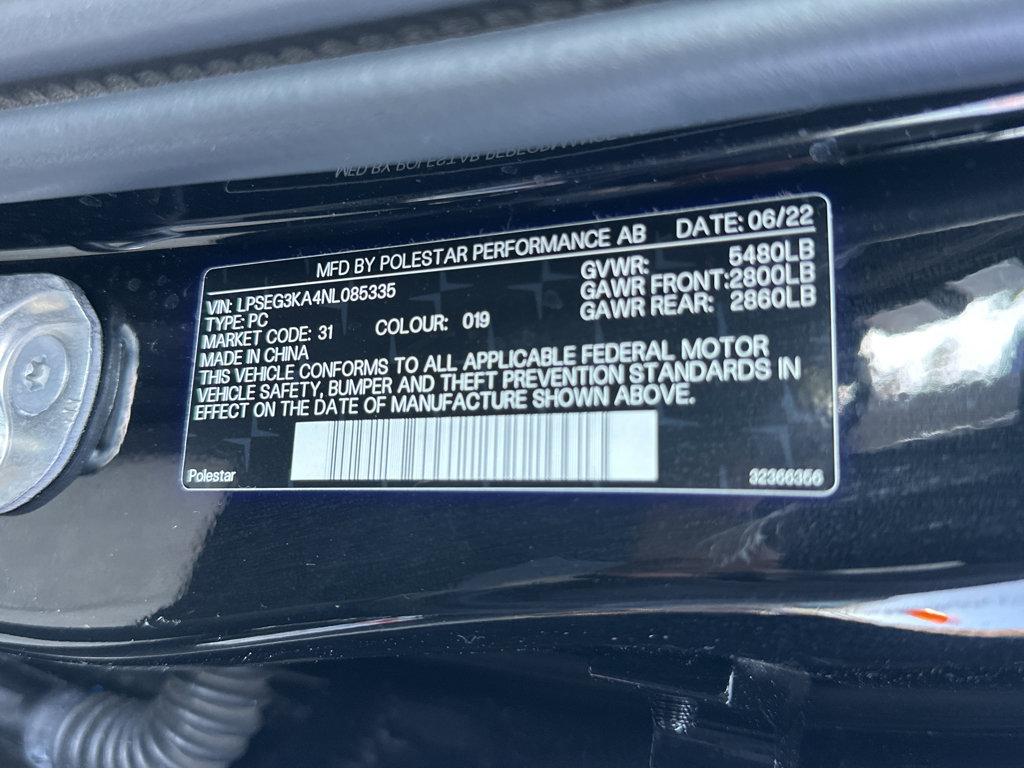 MFD BY POLESTAR PERFORMANCE AB DATE: 06/22
VIN: LPSEG3KA4NL085335
TYPE: PC
MARKET CODE: 31 COLOUR: 019
MADE IN CHINA
GVWR: 5480LB
GAWR FRONT:2800LB
GAWR REAR: 2860LB
THIS VEHICLE CONFORMS TO ALL APPLICABLE FEDERAL MOTOR
VEHICLE SAFETY, BUMPER AND THEFT PREVENTION STANDARDS IN
EFFECT ON THE DATE OF MANUFACTURE SHOWN ABOVE.
Polestar
32366356